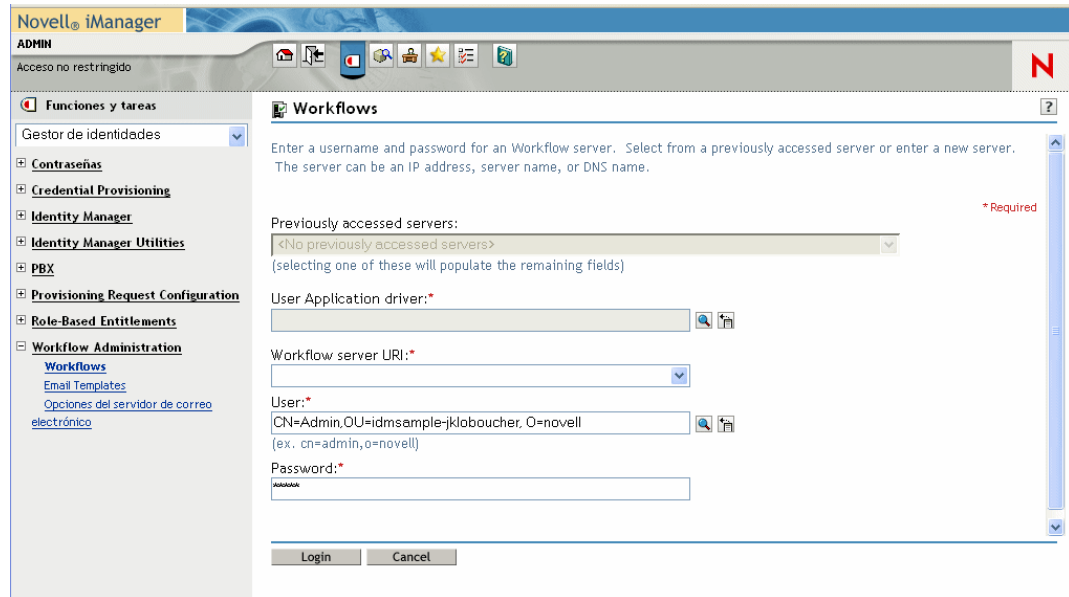 Novell® iManager
ADMIN
Acceso no restringido
N
Funciones y tareas
Gestor de identidades
Contraseñas
Credential Provisioning
Identity Manager
Identity Manager Utilities
PBX
Provisioning Request Configuration
Role-Based Entitlements
Workflow Administration
Workflows
Email Templates
Opciones del servidor de correo
electrónico
Workflows
?
Enter a username and password for an Workflow server. Select from a previously accessed server or enter a new server.
The server can be an IP address, server name, or DNS name.
* Required
Previously accessed servers:
<No previously accessed servers>
(selecting one of these will populate the remaining fields)
User Application driver:*
Workflow server URI:*
User:*
CN=Admin,OU=idmsample-jkloboucher, O=novell
(ex. cn=admin,o=novell)
Password:*
*****
Login Cancel